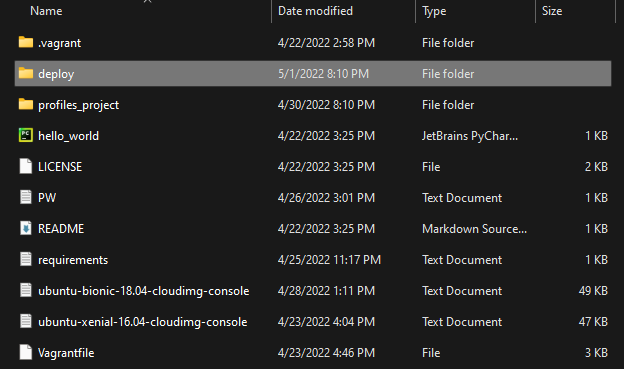 Name Date modified Type Size
.vagrant 4/22/2022 2:58 PM File folder
deploy 5/1/2022 8:10 PM File folder
profiles_project 4/30/2022 8:10 PM File folder
hello_world 4/22/2022 3:25 PM JetBrains PyChar... 1 KB
LICENSE 4/22/2022 3:25 PM File 2 KB
PW 4/26/2022 3:01 PM Text Document 1 KB
README 4/22/2022 3:25 PM Markdown Source... 1 KB
requirements 4/25/2022 11:17 PM Text Document 1 KB
ubuntu-bionic-18.04-cloudimg-console 4/28/2022 1:11 PM Text Document 49 KB
ubuntu-xenial-16.04-cloudimg-console 4/23/2022 4:04 PM Text Document 47 KB
Vagrantfile 4/23/2022 4:46 PM File 3 KB